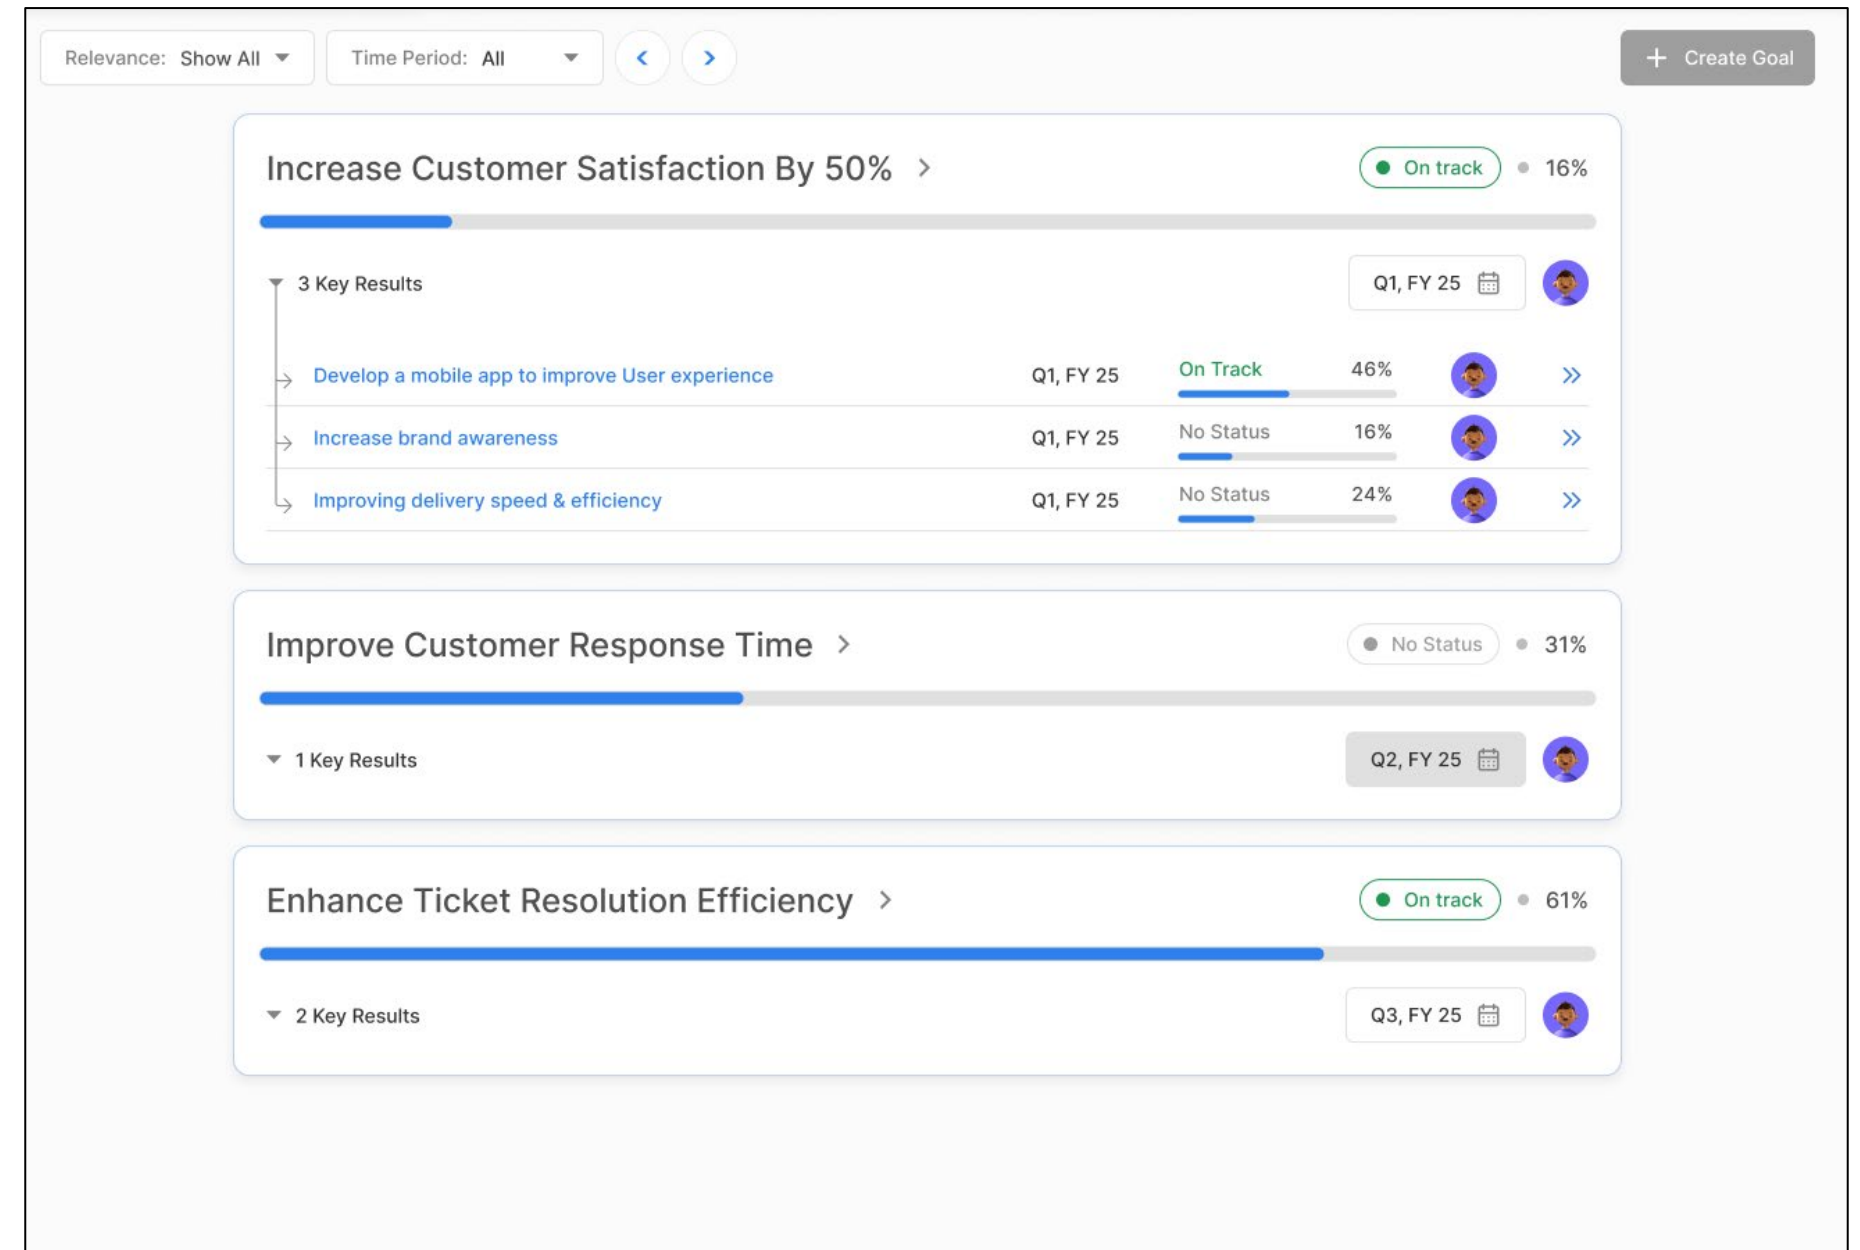 Relevance: Show All Time Period: All + Create Goal
Increase Customer Satisfaction By 50% On track 16%
3 Key Results Q1, FY 25
Develop a mobile app to improve User experience Q1, FY 25 On Track 46%
Increase brand awareness Q1, FY 25 No Status 16%
Improving delivery speed & efficiency Q1, FY 25 No Status 24%
Improve Customer Response Time No Status 31%
1 Key Results Q2, FY 25
Enhance Ticket Resolution Efficiency On track 61%
2 Key Results Q3, FY 25